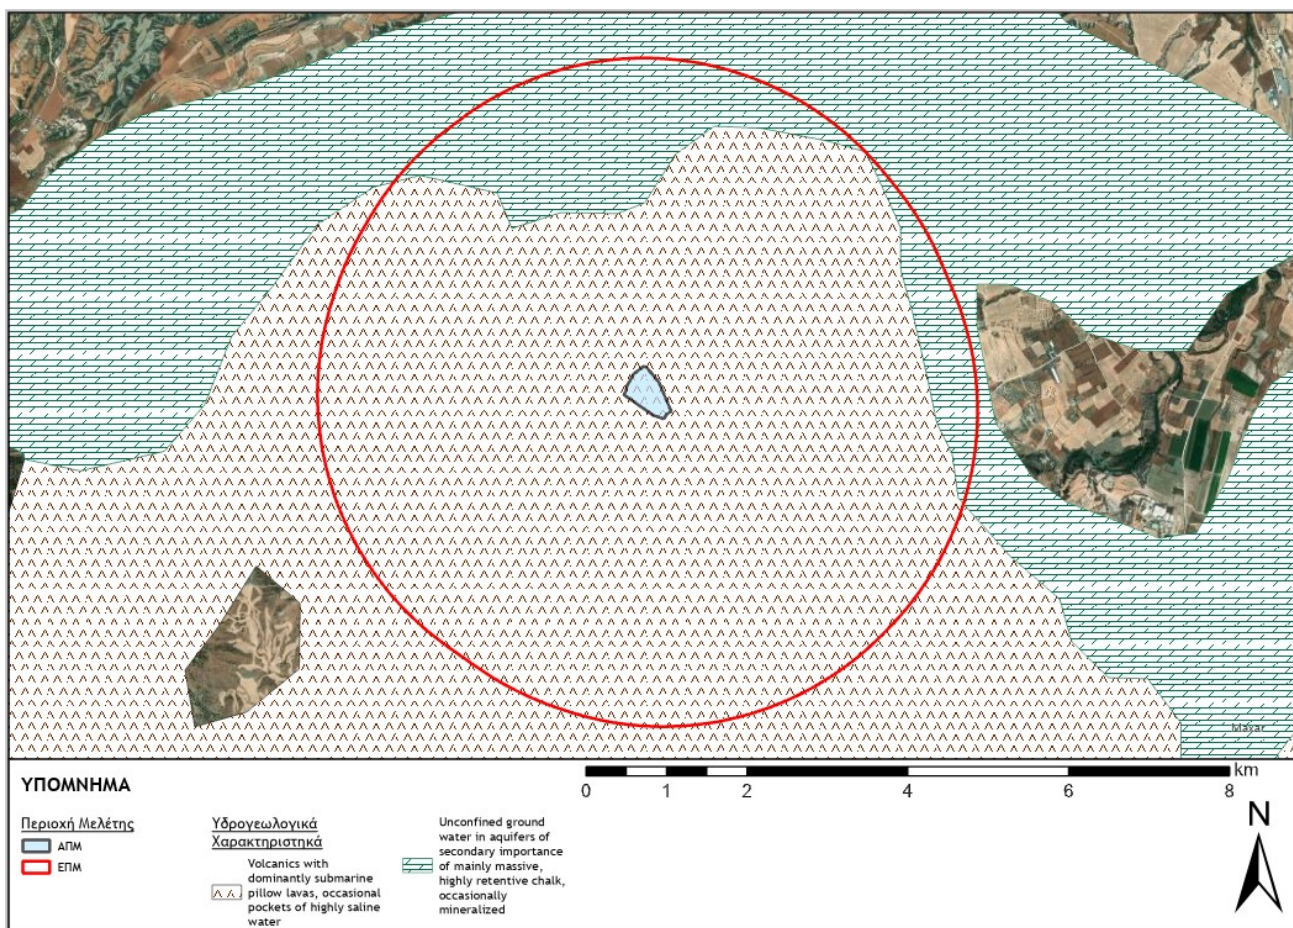 Maxar
ΥΠΟΜΝΗΜΑ
Περιοχή Μελέτης
ΑΠΜ
ΕΠΜ
Υδρογεωλογικά
Χαρακτηριστηκά
Volcanics with
dominantly submarine
pillow lavas, occasional
pockets of highly saline
water
Unconfined ground
water in aquifers of
secondary importance
of mainly massive,
highly retentive chalk,
occasionally
mineralized
0 1 2 4 6 8 km
N